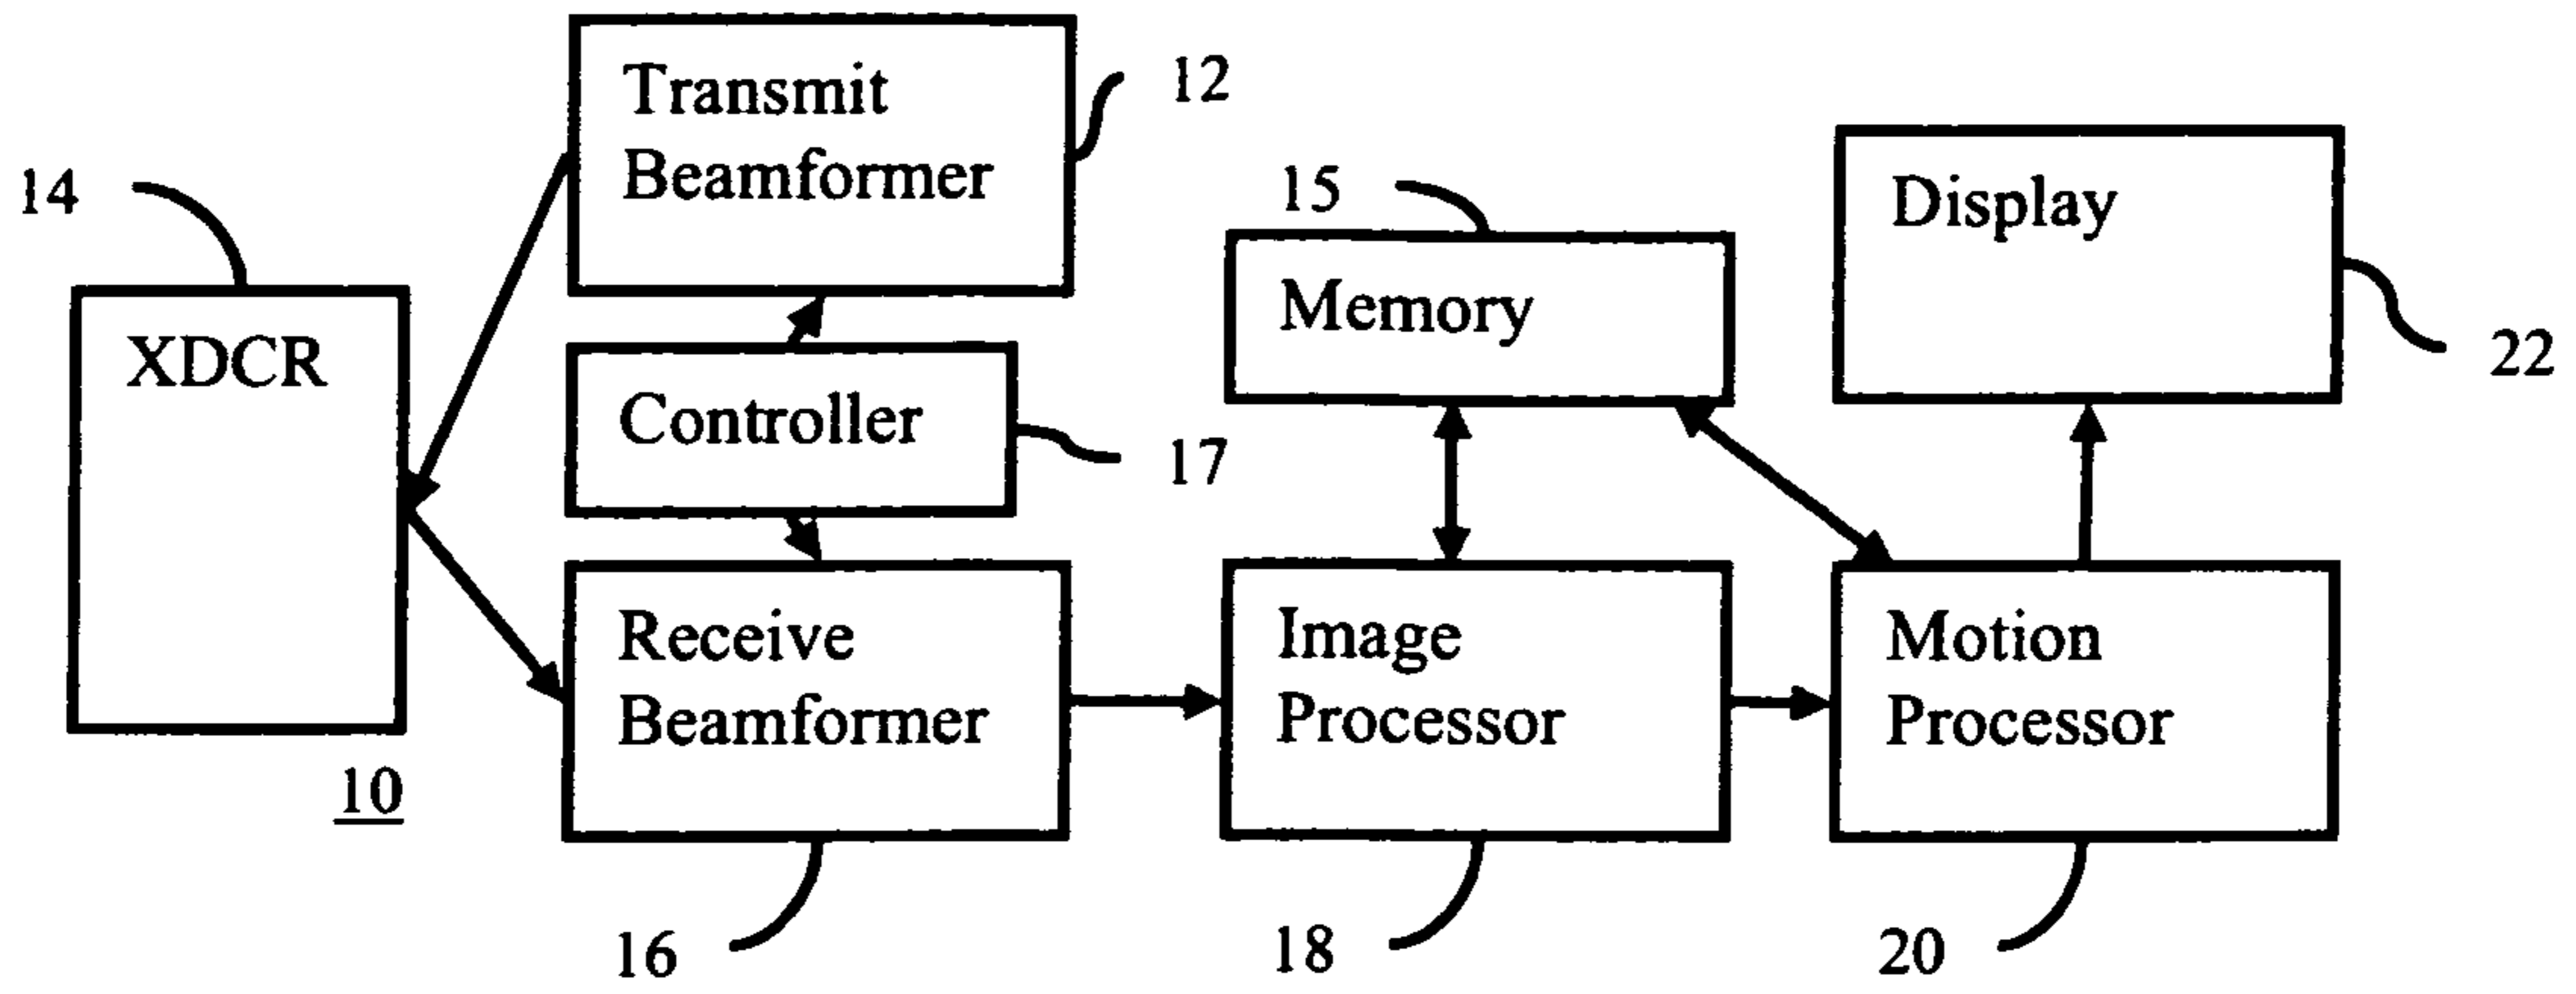 Transmit
Beamformer
12
14
XDCR
Controller
17
15
Memory
Display
22
Receive
Beamformer
16
Image
Processor
18
Motion
Processor
20
10